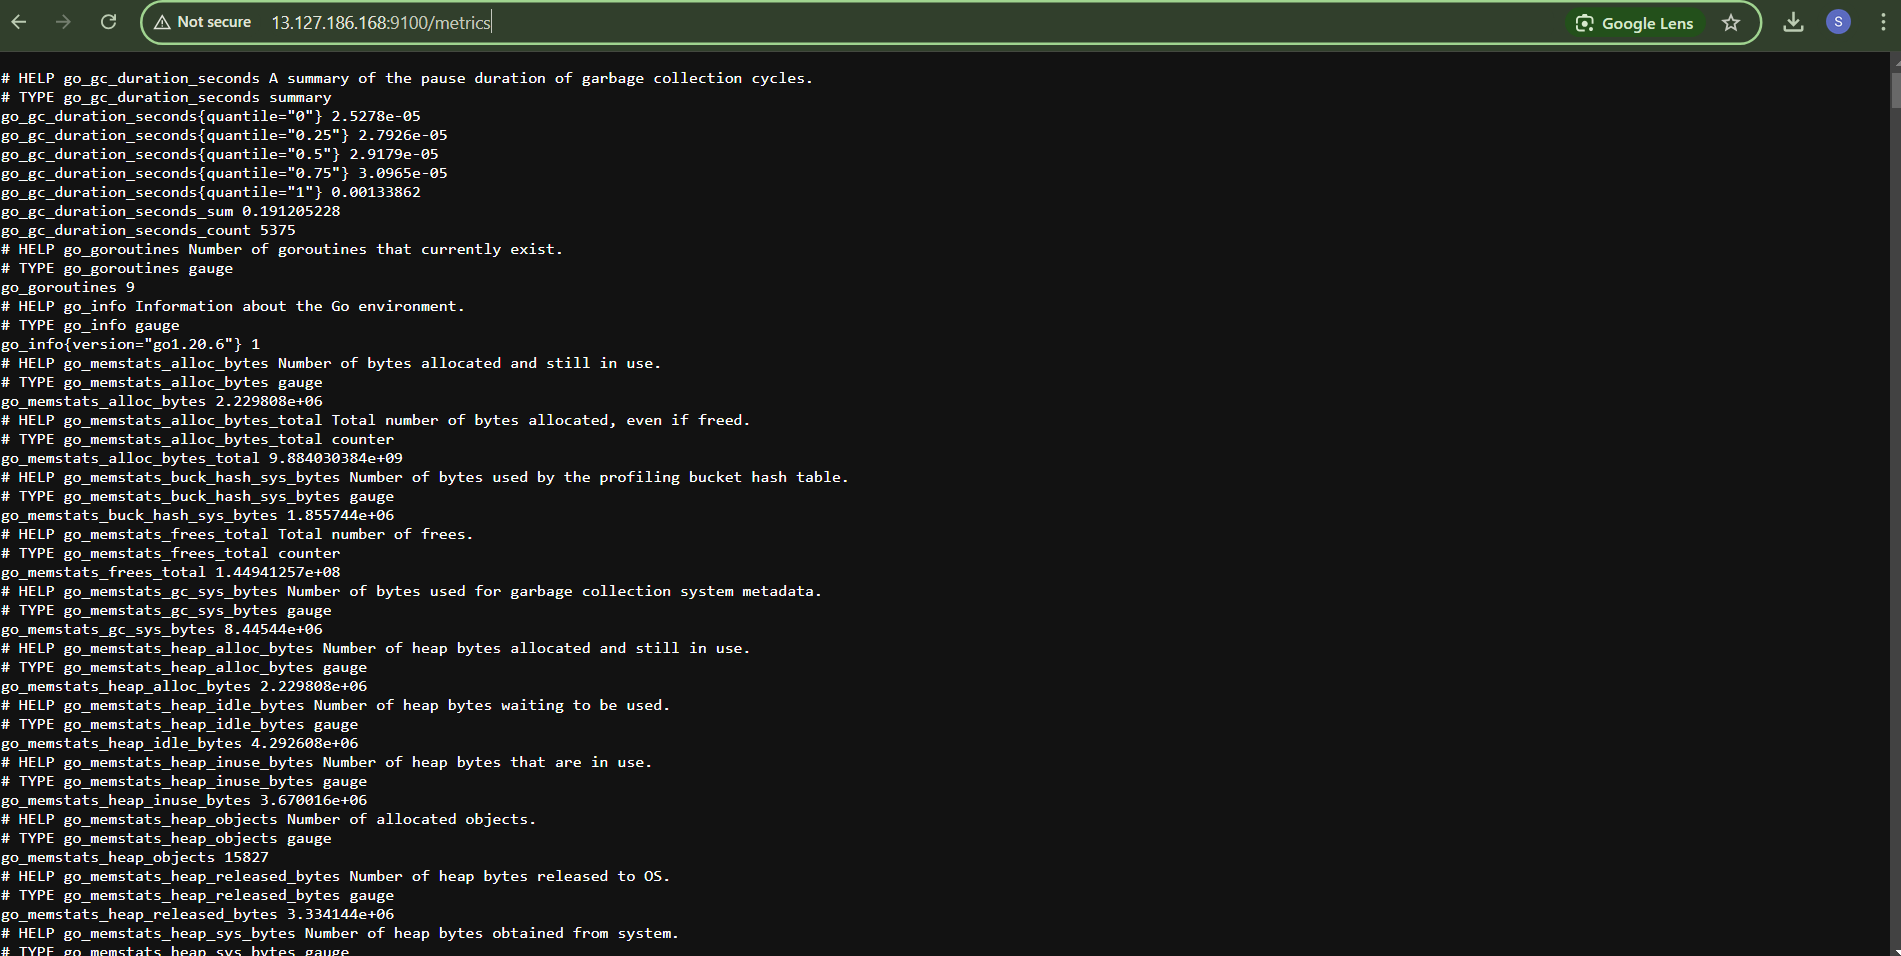 Not secure 13.127.186.168:9100/metrics Google Lens S
# HELP go_gc_duration_seconds A summary of the pause duration of garbage collection cycles.
# TYPE go_gc_duration_seconds summary
go_gc_duration_seconds{quantile="0"} 2.5278e-05
go_gc_duration_seconds{quantile="0.25"} 2.7926e-05
go_gc_duration_seconds{quantile="0.5"} 2.9179e-05
go_gc_duration_seconds{quantile="0.75"} 3.0965e-05
go_gc_duration_seconds{quantile="1"} 0.00133862
go_gc_duration_seconds_sum 0.191205228
go_gc_duration_seconds_count 5375
# HELP go_goroutines Number of goroutines that currently exist.
# TYPE go_goroutines gauge
go_goroutines 9
# HELP go_info Information about the Go environment.
# TYPE go_info gauge
go_info{version="go1.20.6"} 1
# HELP go_memstats_alloc_bytes Number of bytes allocated and still in use.
# TYPE go_memstats_alloc_bytes gauge
go_memstats_alloc_bytes 2.229808e+06
# HELP go_memstats_alloc_bytes_total Total number of bytes allocated, even if freed.
# TYPE go_memstats_alloc_bytes_total counter
go_memstats_alloc_bytes_total 9.884030384e+09
# HELP go_memstats_buck_hash_sys_bytes Number of bytes used by the profiling bucket hash table.
# TYPE go_memstats_buck_hash_sys_bytes gauge
go_memstats_buck_hash_sys_bytes 1.855744e+06
# HELP go_memstats_frees_total Total number of frees.
# TYPE go_memstats_frees_total counter
go_memstats_frees_total 1.44941257e+08
# HELP go_memstats_gc_sys_bytes Number of bytes used for garbage collection system metadata.
# TYPE go_memstats_gc_sys_bytes gauge
go_memstats_gc_sys_bytes 8.44544e+06
# HELP go_memstats_heap_alloc_bytes Number of heap bytes allocated and still in use.
# TYPE go_memstats_heap_alloc_bytes gauge
go_memstats_heap_alloc_bytes 2.229808e+06
# HELP go_memstats_heap_idle_bytes Number of heap bytes waiting to be used.
# TYPE go_memstats_heap_idle_bytes gauge
go_memstats_heap_idle_bytes 4.292608e+06
# HELP go_memstats_heap_inuse_bytes Number of heap bytes that are in use.
# TYPE go_memstats_heap_inuse_bytes gauge
go_memstats_heap_inuse_bytes 3.670016e+06
# HELP go_memstats_heap_objects Number of allocated objects.
# TYPE go_memstats_heap_objects gauge
go_memstats_heap_objects 15827
# HELP go_memstats_heap_released_bytes Number of heap bytes released to OS.
# TYPE go_memstats_heap_released_bytes gauge
go_memstats_heap_released_bytes 3.334144e+06
# HELP go_memstats_heap_sys_bytes Number of heap bytes obtained from system.
# TYPE go_memstats_heap_sys_bytes gauge